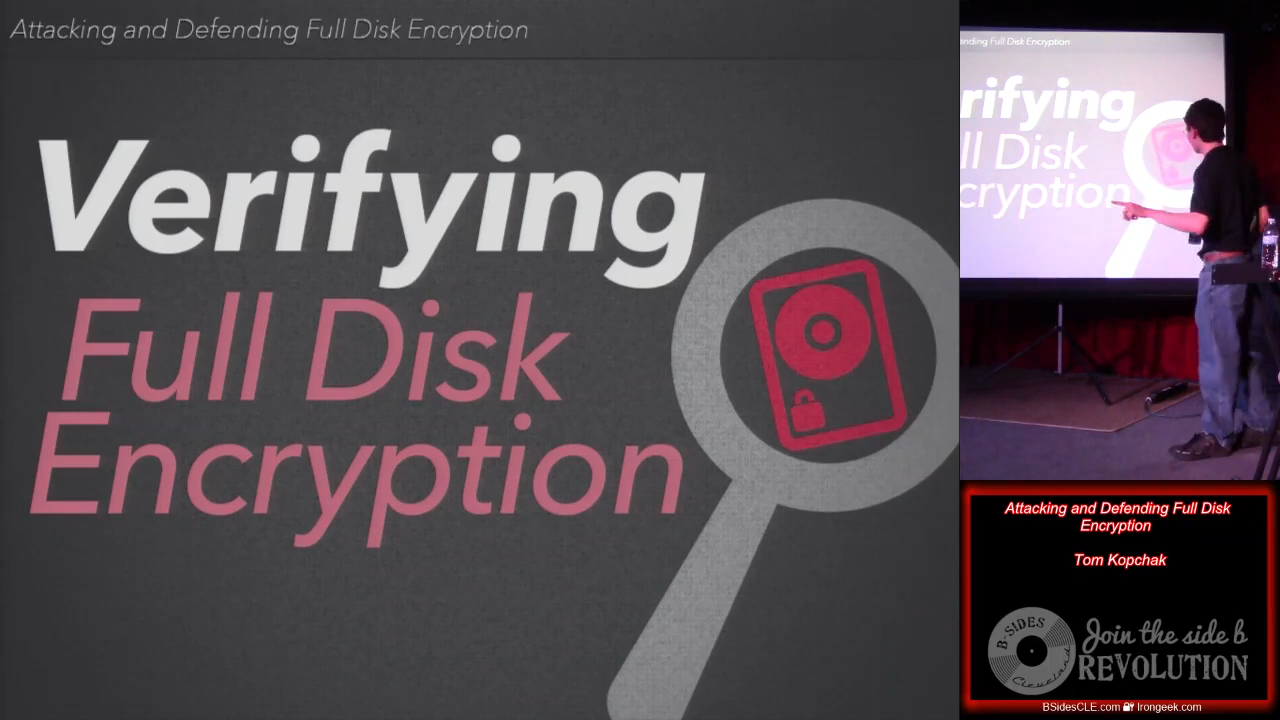 Attacking and Defending Full Disk Encryption
Verifying
Full Disk
Encryption
ending Full Disk Encryption
rifying
ll Disk
cryption
Attacking and Defending Full Disk
Encryption
Tom Kopchak
B-SIDES
Cleveland
Join the side b
REVOLUTION
BSidesCLE.com Irongeek.com